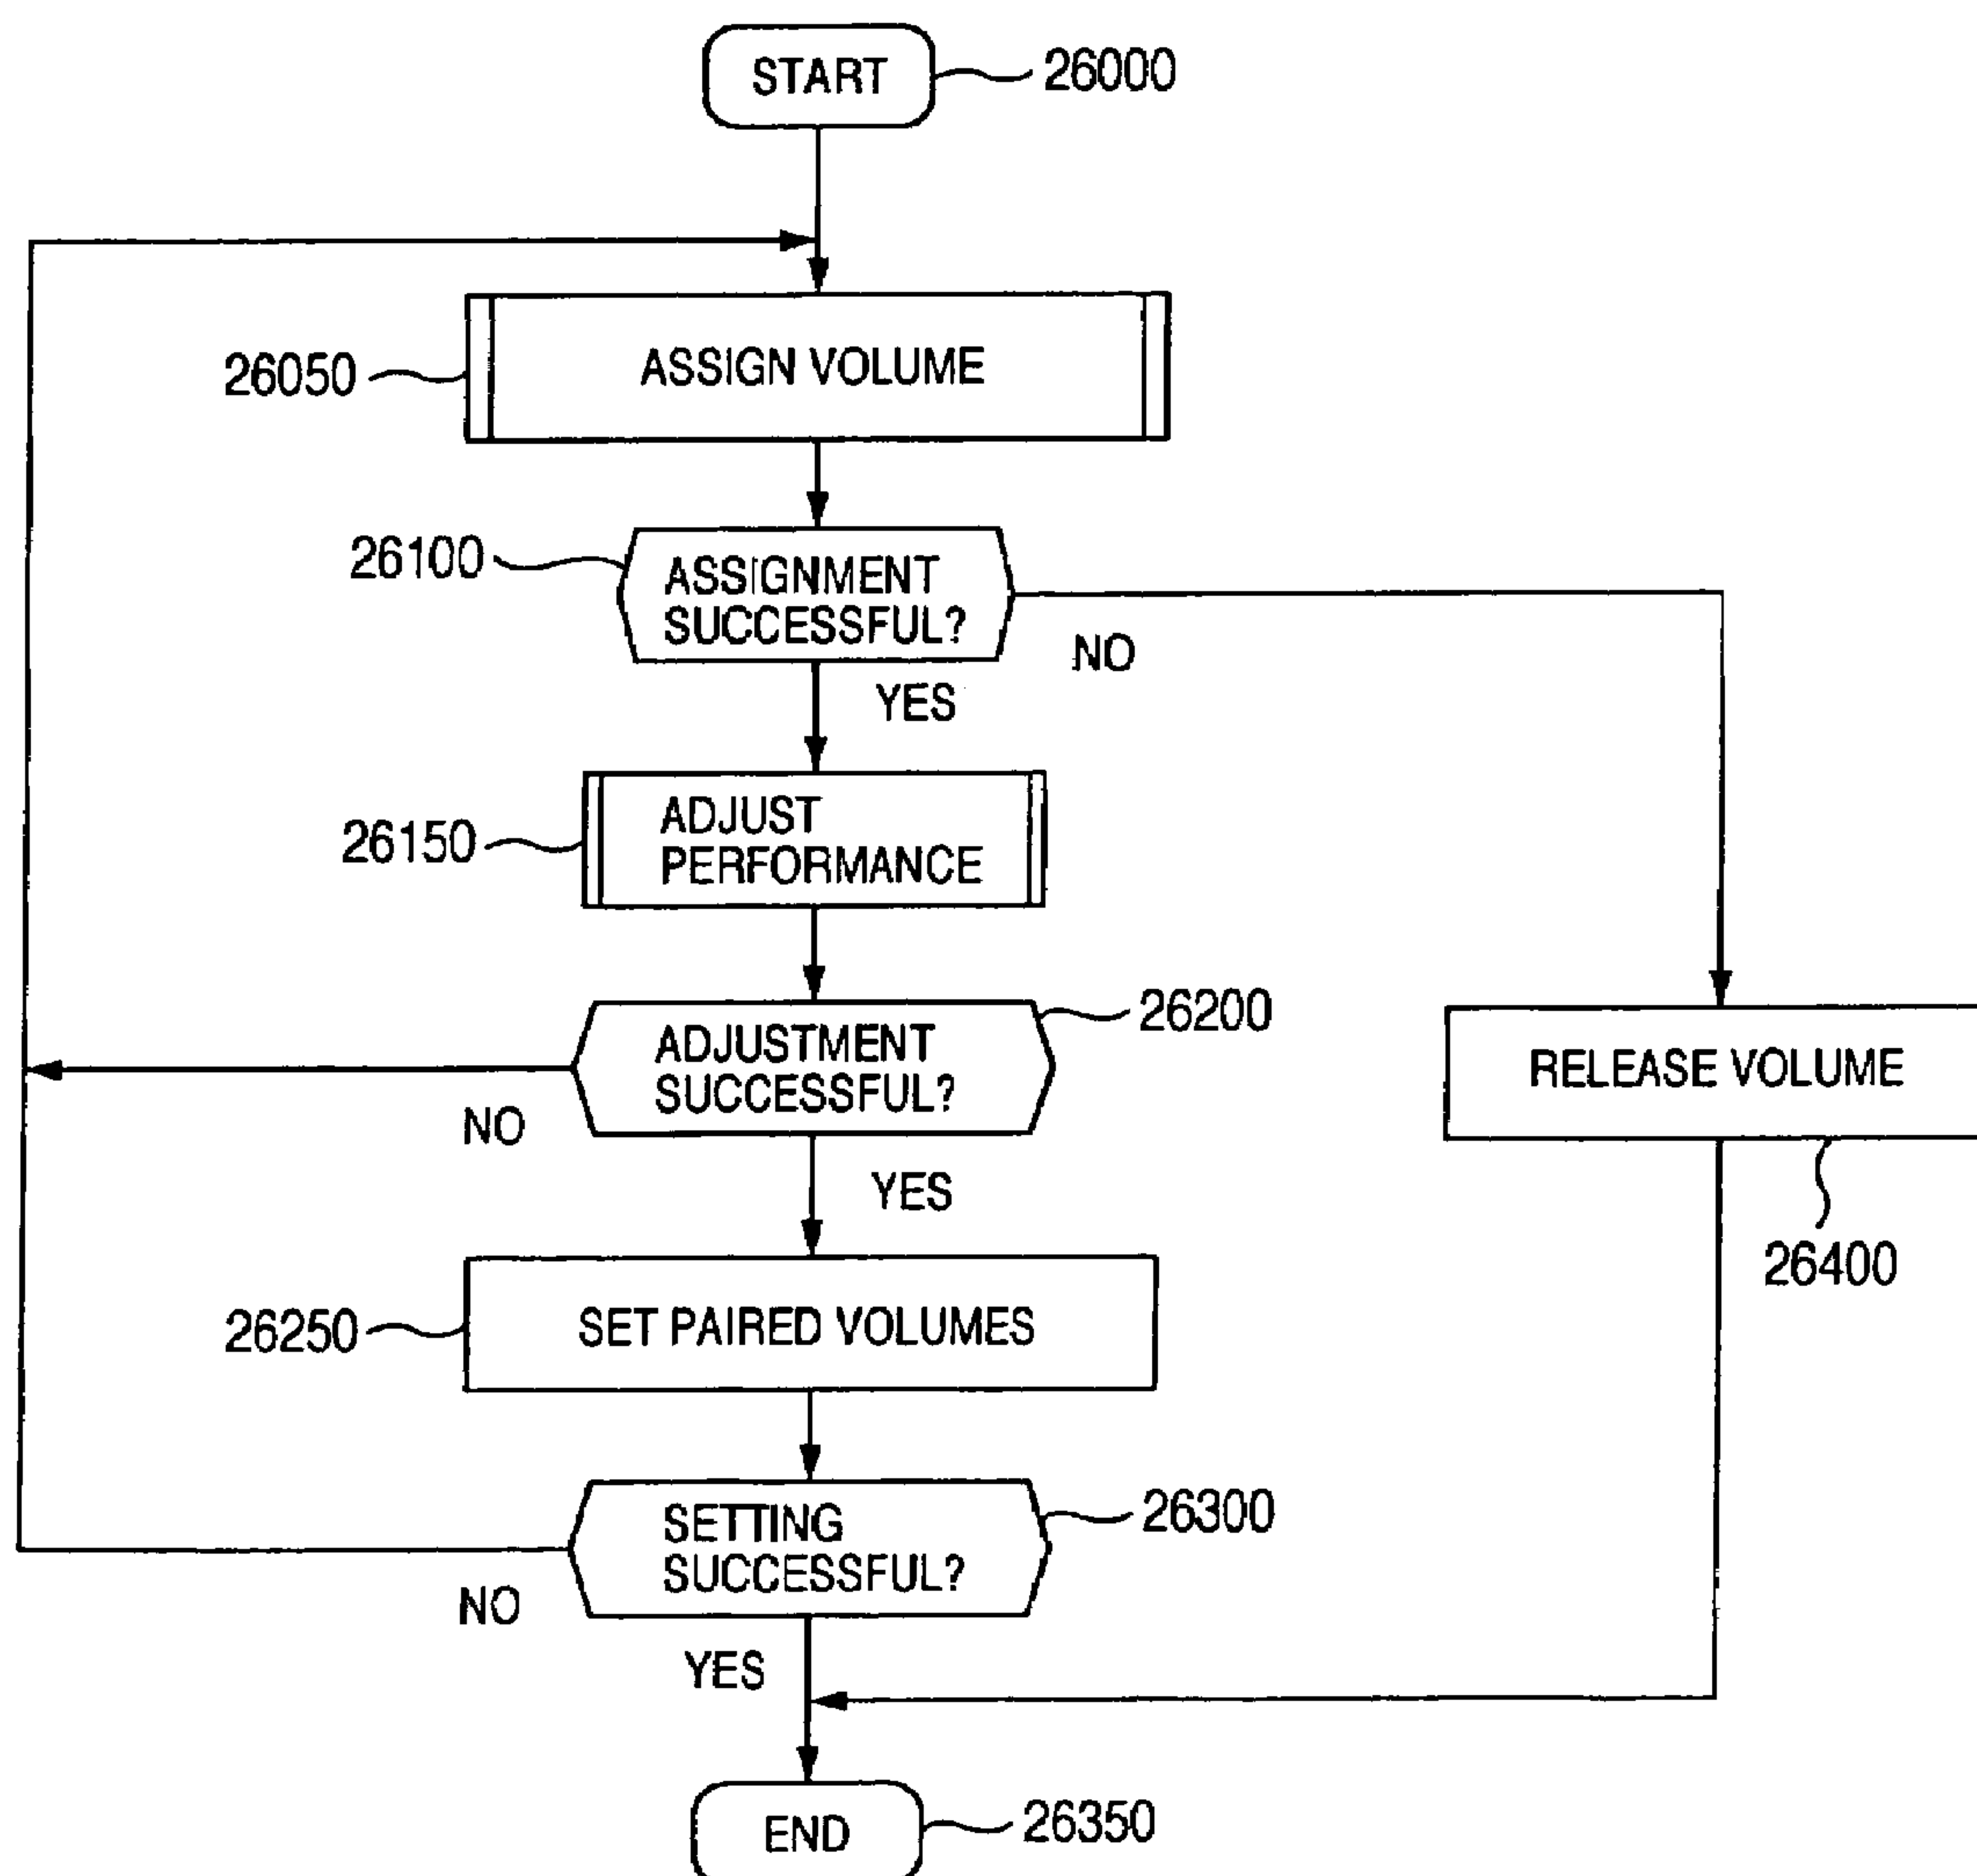 START
26000
26050
ASSIGN VOLUME
26100
ASSIGNMENT
SUCCESSFUL?
NO
YES
26150
ADJUST
PERFORMANCE
26200
ADJUSTMENT
SUCCESSFUL?
NO
YES
RELEASE VOLUME
26400
26250
SET PAIRED VOLUMES
26300
SETTING
SUCCESSFUL?
NO
YES
END
26350